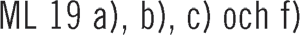 ML 19 a), b), c) och f)